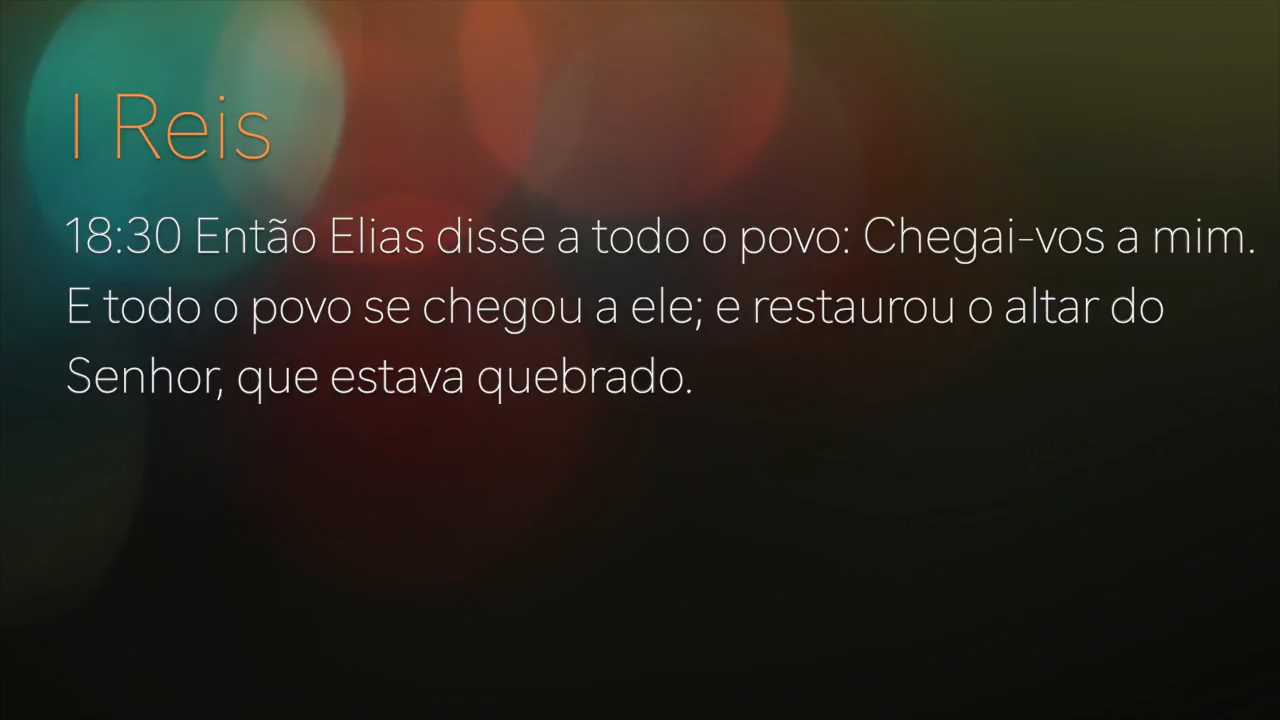 I Reis
18:30 Então Elias disse a todo o povo: Chegai-vos a mim.
E todo o povo se chegou a ele; e restaurou o altar do
Senhor, que estava quebrado.